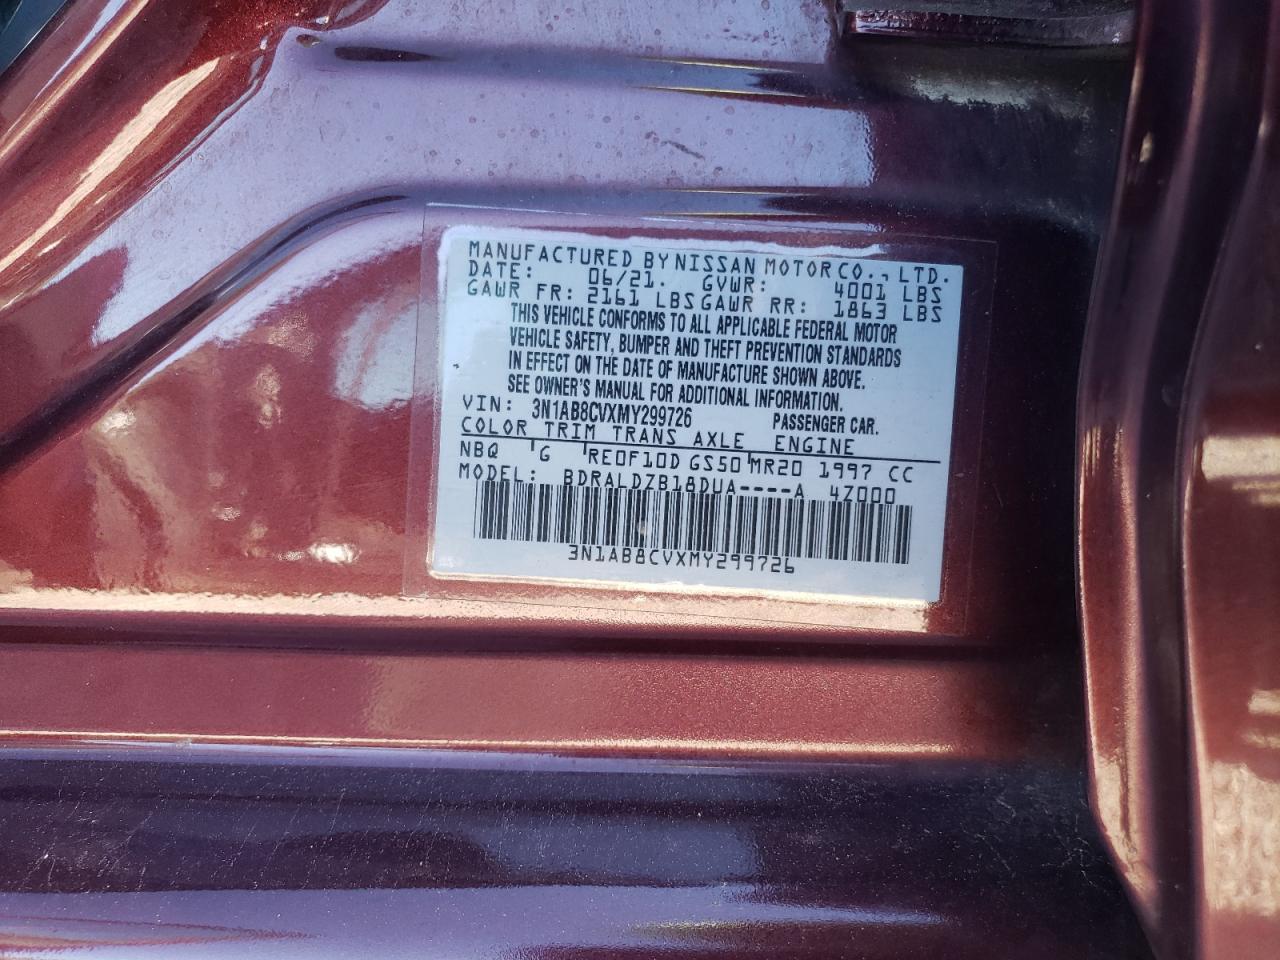 MANUFACTURED BY NISSAN MOTOR CO., LTD.
DATE: 06/21. GVWR: 4001 LBS
GAWR FR: 2161 LBS GAWR RR: 1863 LBS
THIS VEHICLE CONFORMS TO ALL APPLICABLE FEDERAL MOTOR
VEHICLE SAFETY, BUMPER AND THEFT PREVENTION STANDARDS
IN EFFECT ON THE DATE OF MANUFACTURE SHOWN ABOVE.
SEE OWNER'S MANUAL FOR ADDITIONAL INFORMATION.
VIN: 3N1AB8CVXMY299726 PASSENGER CAR.
COLOR TRIM TRANS AXLE ENGINE
NBQ G RE0F10D GS50 MR20 1997 CC
MODEL: BDRALDZB18DUA----A 4Z000
3N1AB8CVXMY299726